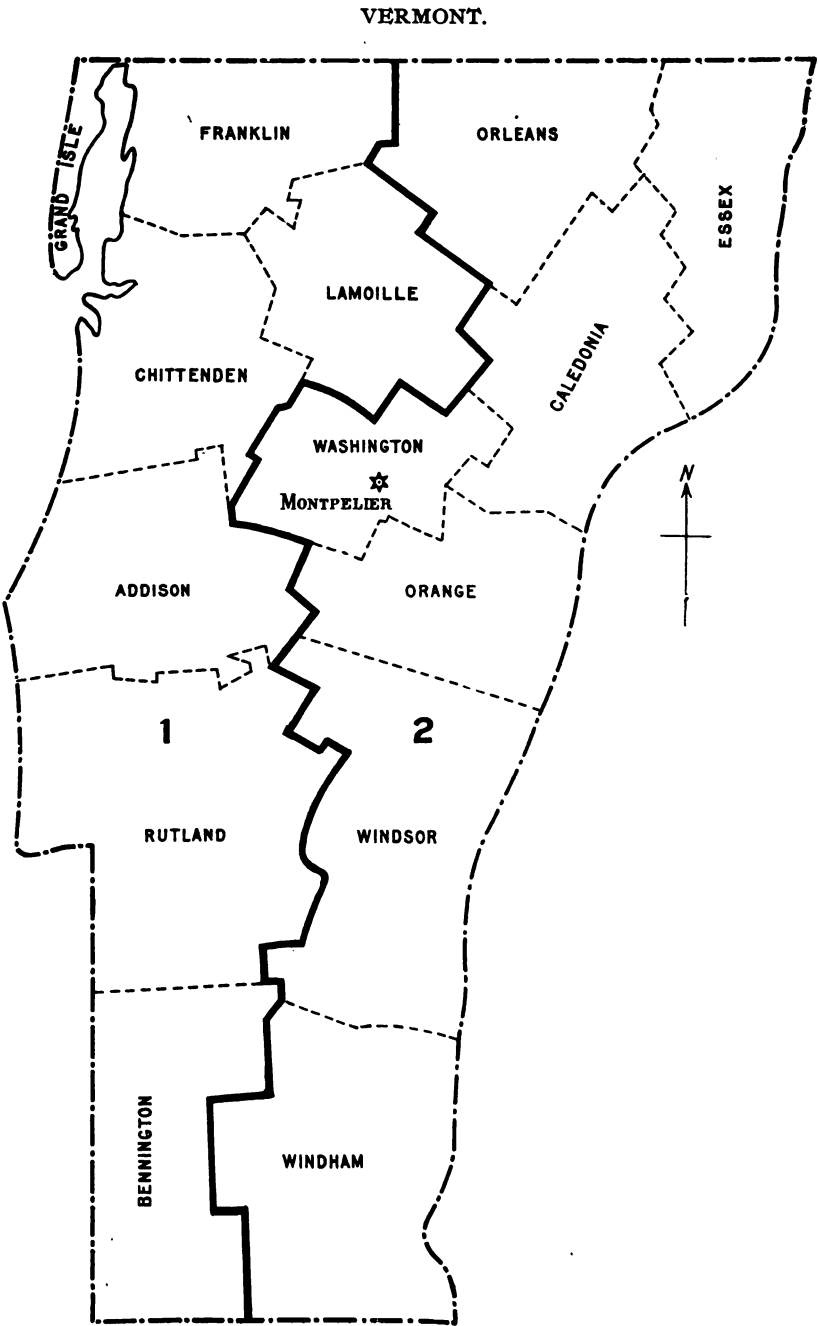 VERMONT.
FRANKLIN
ORLEANS
GRAND ISLE
ESSEX
LAMOILLE
CHITTENDEN
CALEDONIA
WASHINGTON
MONTPELIER
N
ADDISON
ORANGE
1
2
RUTLAND
WINDSOR
BENNINGTON
WINDHAM